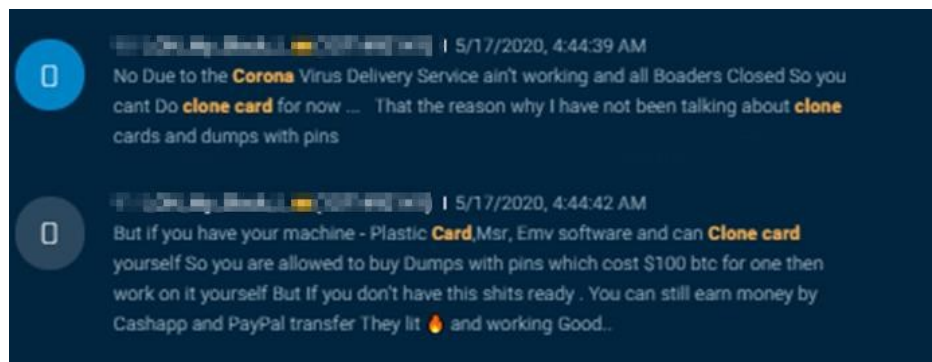 5/17/2020, 4:44:39 AM
No Due to the Corona Virus Delivery Service ain't working and all Boaders Closed So you
cant Do clone card for now ... That the reason why I have not been talking about clone
cards and dumps with pins
5/17/2020, 4:44:42 AM
But if you have your machine - Plastic Card,Msr, Emv software and can Clone card
yourself So you are allowed to buy Dumps with pins which cost $100 btc for one then
work on it yourself But If you don't have this shits ready . You can still earn money by
Cashapp and PayPal transfer They lit 🔥 and working Good..